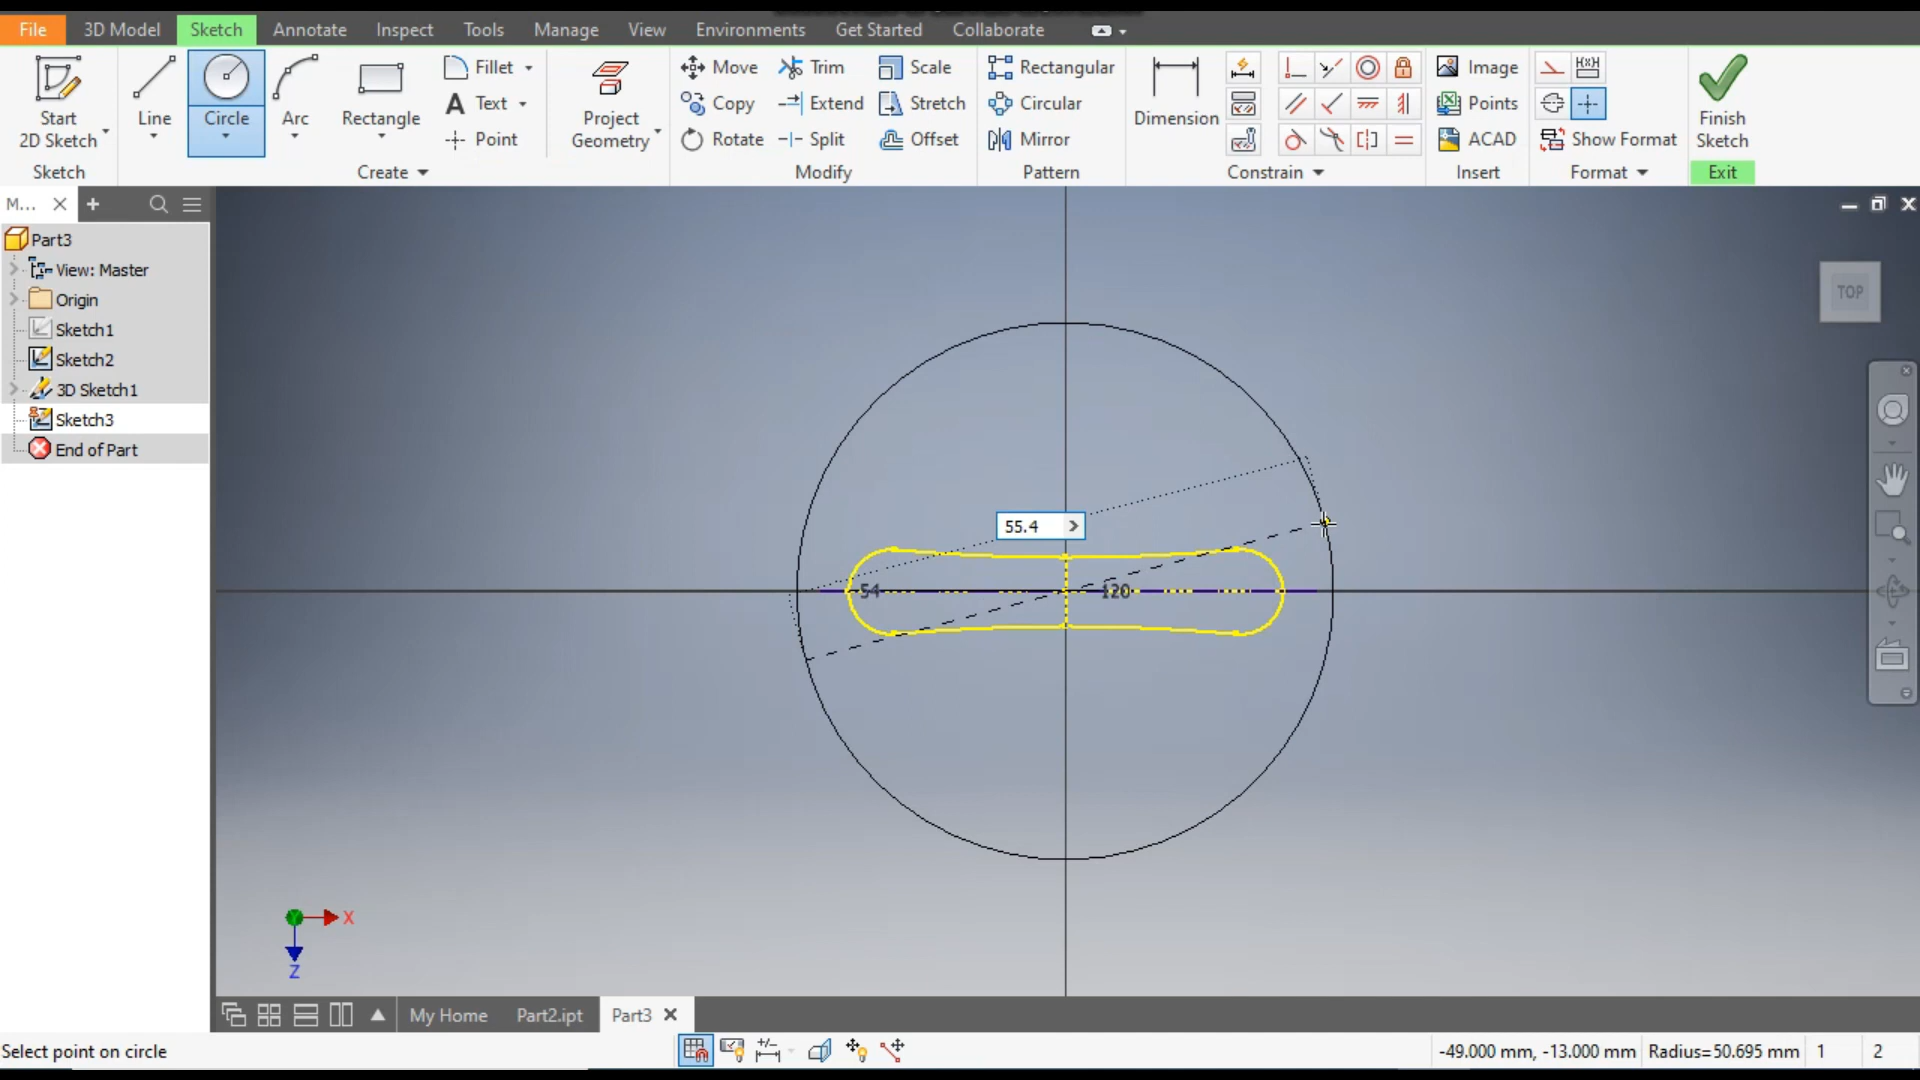 File 3D Model Sketch Annotate Inspect Tools Manage View Environments Get Started Collaborate
Start 2D Sketch
Line
Circle
Arc
Rectangle
Fillet
Text
Point
Project Geometry
Move
Copy
Rotate
Trim
Extend
Split
Scale
Stretch
Offset
Rectangular
Circular
Mirror
Dimension
Image
Points
ACAD
Show Format
Finish Sketch
Sketch Create Modify Pattern Constrain Insert Format Exit
M...
Part3
View: Master
Origin
Sketch1
Sketch2
3D Sketch1
Sketch3
End of Part
TOP
55.4
54
120
X
Z
My Home Part2.ipt Part3
Select point on circle
-49.000 mm, -13.000 mm Radius=50.695 mm 1 2